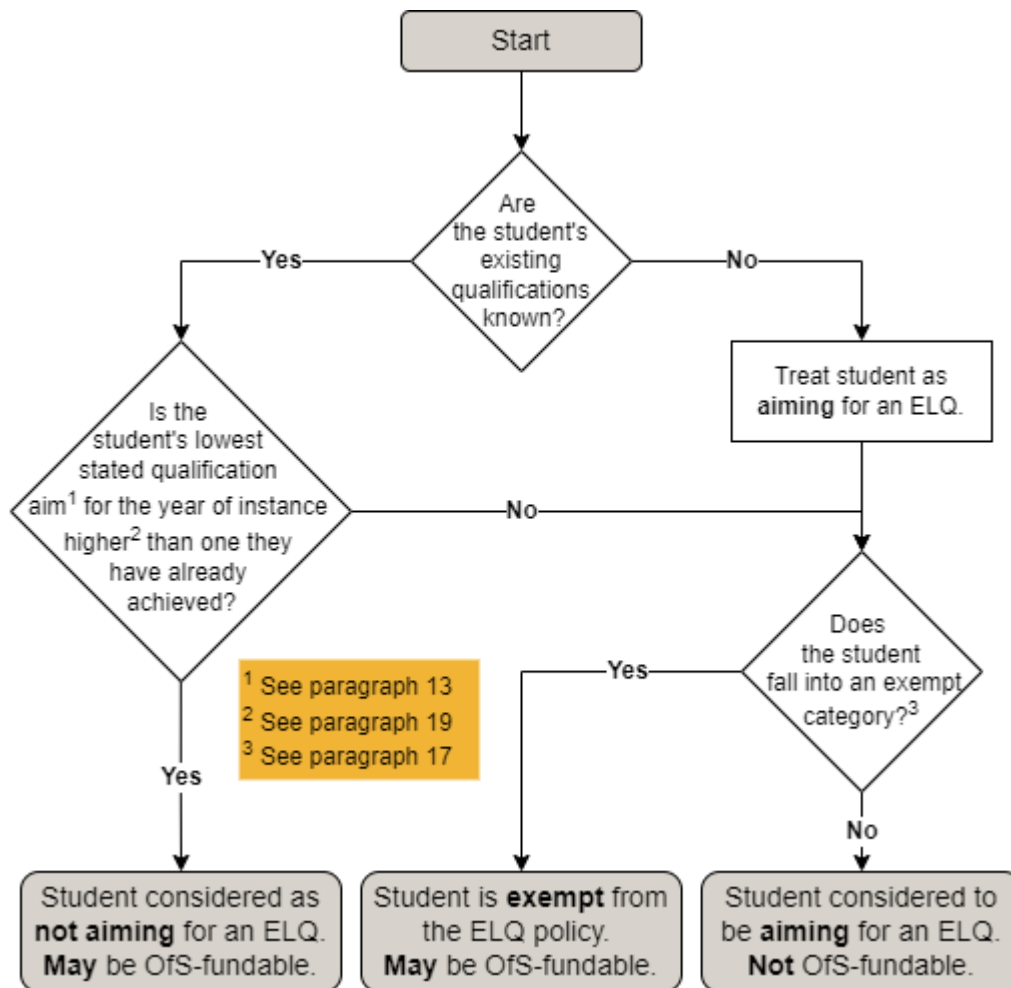 Start
Are
the student's
existing
qualifications
known?
Yes
No
Treat student as
aiming for an ELQ.
Is the
student's lowest
stated qualification
aim¹ for the year of instance
higher² than one they
have already
achieved?
No
Does
the student
fall into an exempt
category?³
Yes
¹ See paragraph 13
² See paragraph 19
³ See paragraph 17
Yes
No
Student considered as
not aiming for an ELQ.
May be OfS-fundable.
Student is exempt from
the ELQ policy.
May be OfS-fundable.
Student considered to
be aiming for an ELQ.
Not OfS-fundable.